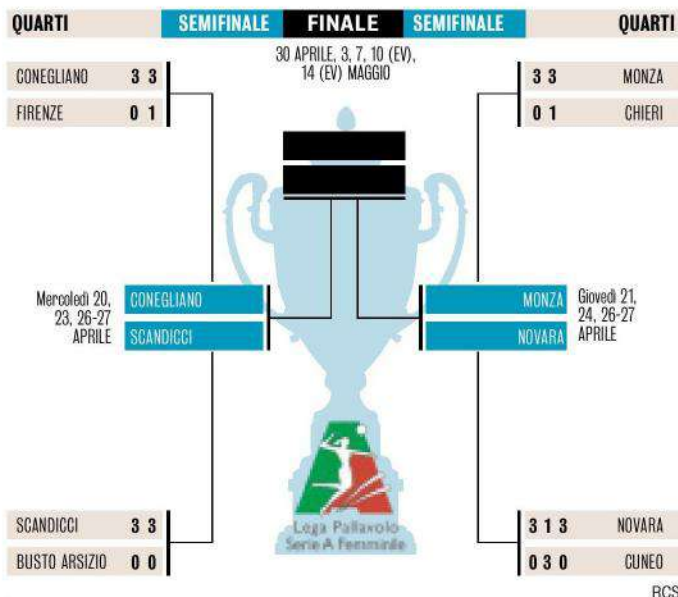 QUARTI SEMIFINALE FINALE SEMIFINALE QUARTI
30 APRILE, 3, 7, 10 (EV),
14 (EV) MAGGIO
CONEGLIANO 3 3
FIRENZE 0 1
3 3 MONZA
0 1 CHIERI
Mercoledì 20,
23, 26-27
APRILE
CONEGLIANO
SCANDICCI
MONZA
NOVARA
Giovedì 21,
24, 26-27
APRILE
SCANDICCI 3 3
BUSTO ARSIZIO 0 0
Lega Pallavolo
Serie A Femminile
3 1 3 NOVARA
0 3 0 CUNEO
RCS